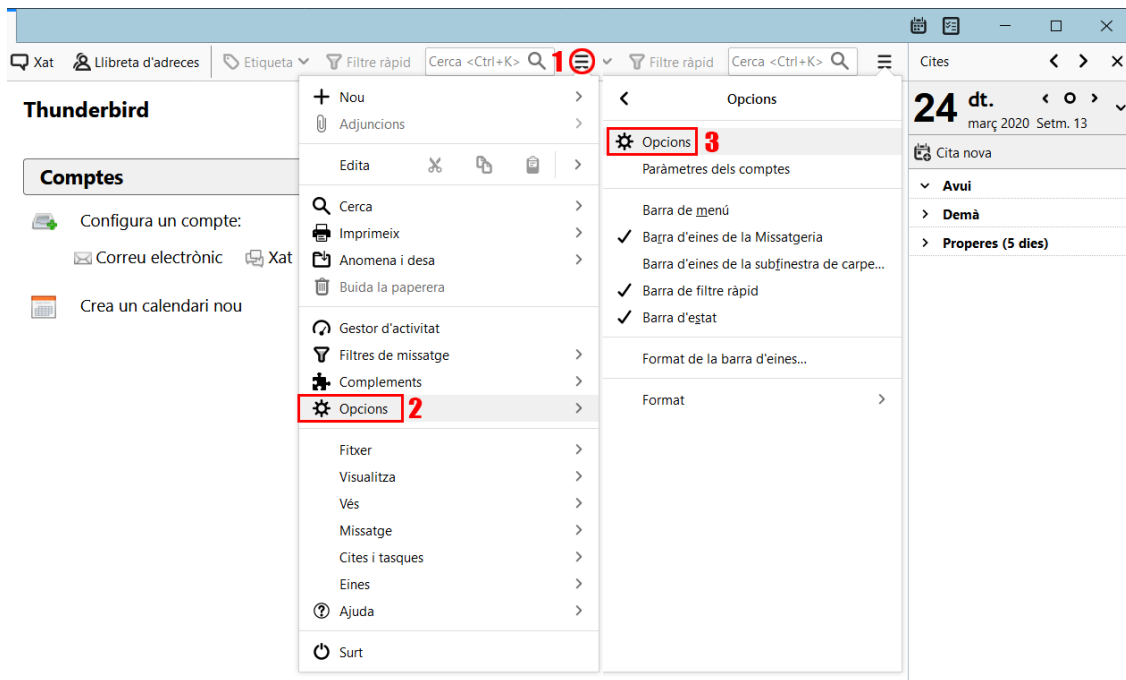 Xat Llibreta d'adreces Etiqueta Filtre ràpid Cerca <Ctrl+K> 1 Filtre ràpid Cerca <Ctrl+K>
Thunderbird
Comptes
Configura un compte:
Correu electrònic Xat
Crea un calendari nou
Nou
Adjuncions
Edita
Cerca
Imprimeix
Anomena i desa
Buida la paperera
Gestor d'activitat
Filtres de missatge
Complements
Opcions 2
Fitxer
Visualitza
Vés
Missatge
Cites i tasques
Eines
Ajuda
Surt
Opcions
Opcions 3
Paràmetres dels comptes
Barra de menú
Barra d'eines de la Missatgeria
Barra d'eines de la subfinestra de carpe...
Barra de filtre ràpid
Barra d'estat
Format de la barra d'eines...
Format
Cites
24 dt.
març 2020 Setm. 13
Cita nova
Avui
Demà
Properes (5 dies)